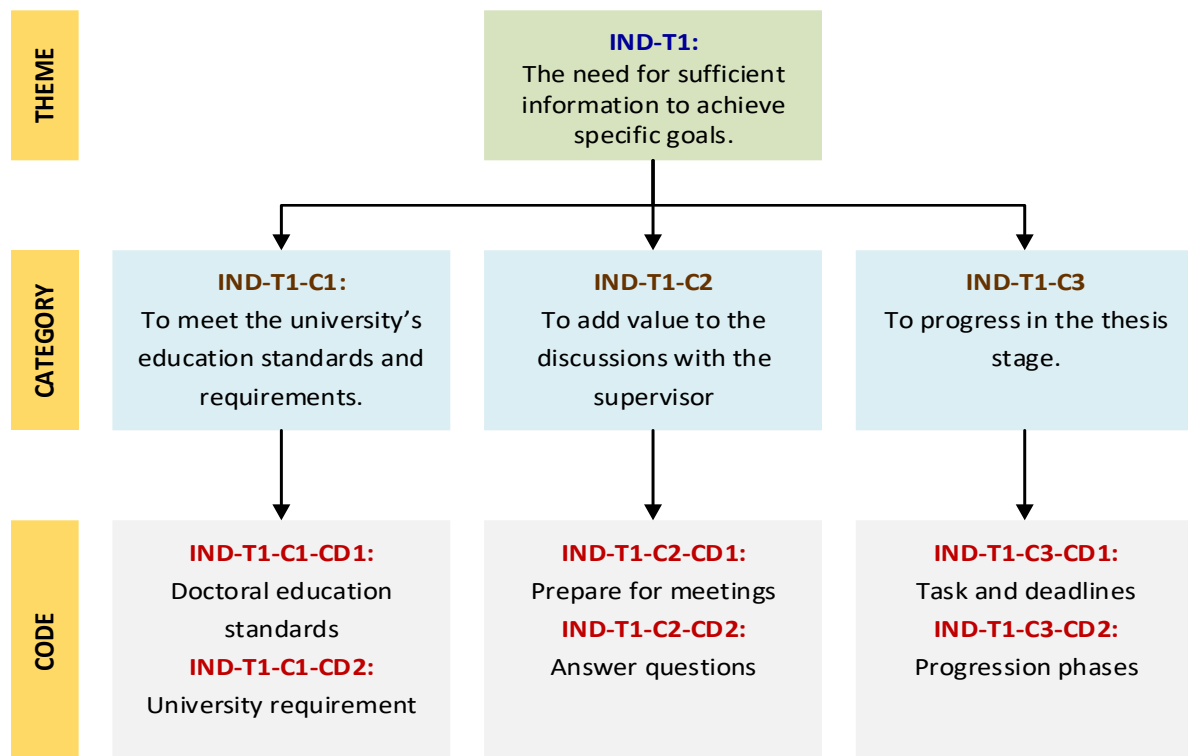 THEME
IND-T1:
The need for sufficient
information to achieve
specific goals.
CATEGORY
IND-T1-C1:
To meet the university’s
education standards and
requirements.
IND-T1-C2
To add value to the
discussions with the
supervisor
IND-T1-C3
To progress in the thesis
stage.
CODE
IND-T1-C1-CD1:
Doctoral education
standards
IND-T1-C1-CD2:
University requirement
IND-T1-C2-CD1:
Prepare for meetings
IND-T1-C2-CD2:
Answer questions
IND-T1-C3-CD1:
Task and deadlines
IND-T1-C3-CD2:
Progression phases